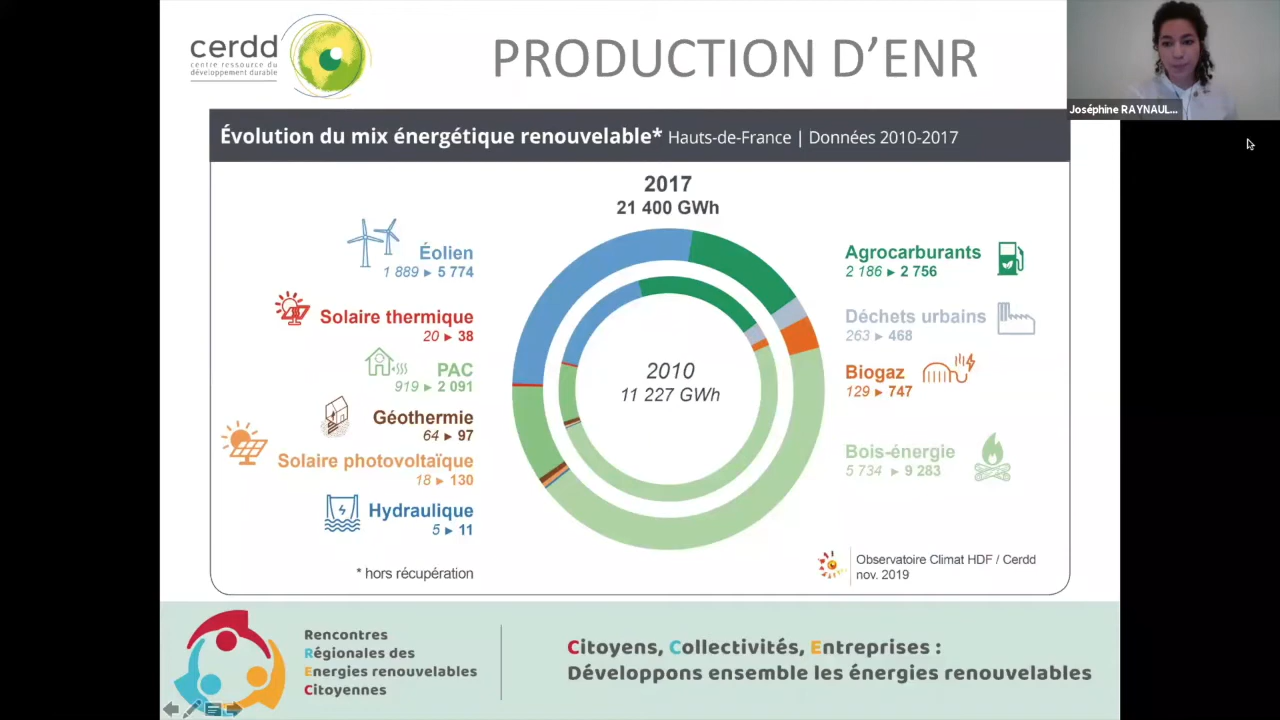 cerdd
centre ressource du
développement durable
PRODUCTION D’ENR
Joséphine RAYNAUL...
Évolution du mix énergétique renouvelable* Hauts-de-France | Données 2010-2017
2017
21 400 GWh
2010
11 227 GWh
Éolien
1 889 ► 5 774
Solaire thermique
20 ► 38
PAC
919 ► 2 091
Géothermie
64 ► 97
Solaire photovoltaïque
18 ► 130
Hydraulique
5 ► 11
* hors récupération
Agrocarburants
2 186 ► 2 756
Déchets urbains
263 ► 468
Biogaz
129 ► 747
Bois-énergie
5 734 ► 9 283
Observatoire Climat HDF / Cerdd
nov. 2019
Rencontres
Régionales des
Energies renouvelables
Citoyennes
Citoyens, Collectivités, Entreprises :
Développons ensemble les énergies renouvelables